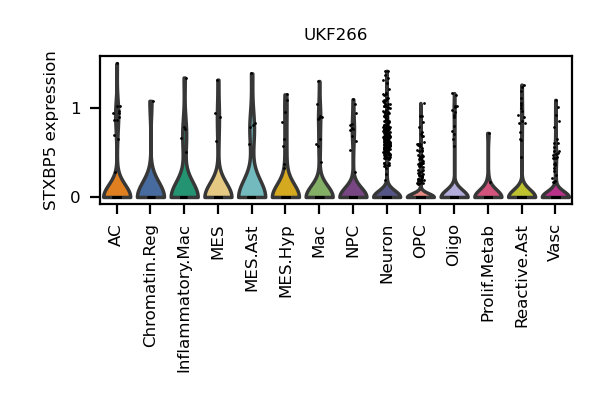 UKF266
STXBP5 expression
1
0
AC
Chromatin.Reg
Inflammatory.Mac
MES
MES.Ast
MES.Hyp
Mac
NPC
Neuron
OPC
Oligo
Prolif.Metab
Reactive.Ast
Vasc